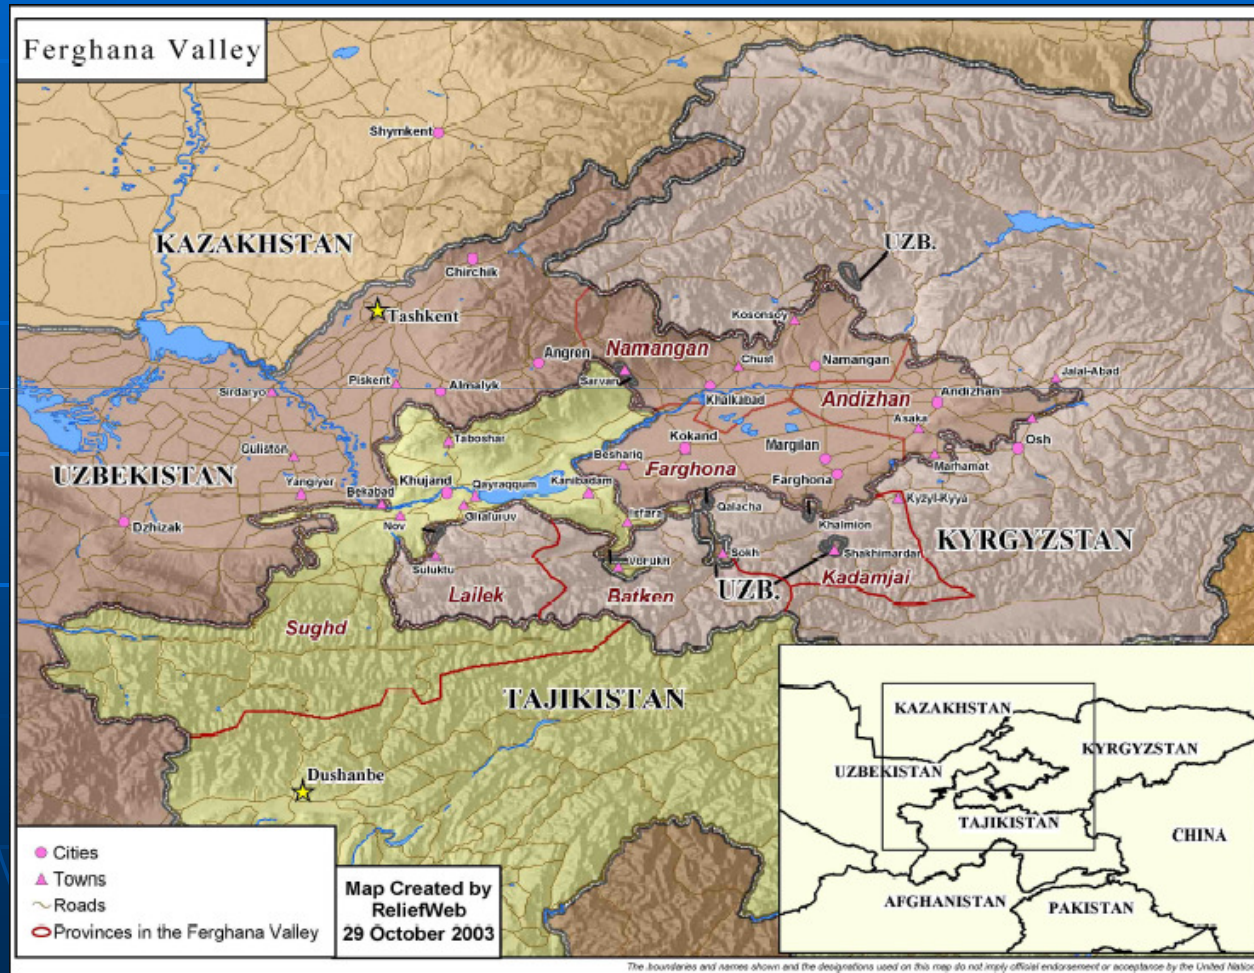 Ferghana Valley
Shymkent
KAZAKHSTAN
UZB.
Chirchik
Tashkent
Kosonsoy
Namangan
Angren
Chust
Namangan
Sarvan
Jalal-Abad
Piskent
Almalyk
Sirdaryo
Khalkabad
Andizhan
Andizhan
Asaka
Taboshar
Kokand
Margilan
Osh
Guliston
Beshariq
Farghona
Marhamat
UZBEKISTAN
Yangiyer
Khujand
Qayraqqum
Kanibadam
Farghona
Bekabad
Kyzyl-Kyya
Dzhizak
Nov
Isfara
Qalacha
Khalmion
KYRGYZSTAN
Suluktu
Vorukh
Sokh
Shakhimardan
Lailek
Batken
UZB.
Kadamjai
Sughd
TAJIKISTAN
Dushanbe
KAZAKHSTAN
KYRGYZSTAN
UZBEKISTAN
TAJIKISTAN
CHINA
AFGHANISTAN
PAKISTAN
Cities
Towns
Roads
Provinces in the Ferghana Valley
Map Created by
ReliefWeb
29 October 2003
The boundaries and names shown and the designations used on this map do not imply official endorsement or acceptance by the United Nation